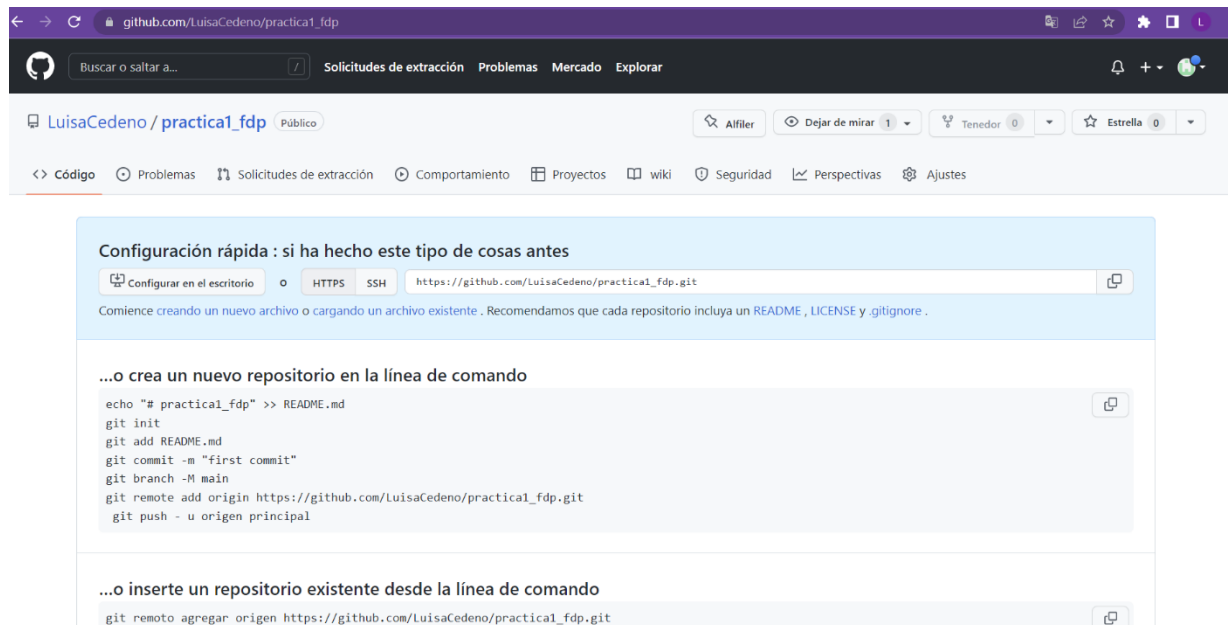 github.com/LuisaCedeno/practica1_fdp
L
Buscar o saltar a...
/
Solicitudes de extracción Problemas Mercado Explorar
LuisaCedeno / practica1_fdp Público
Alfiler
Dejar de mirar 1
Tenedor 0
Estrella 0
<> Código Problemas Solicitudes de extracción Comportamiento Proyectos wiki Seguridad Perspectivas Ajustes
Configuración rápida : si ha hecho este tipo de cosas antes
Configurar en el escritorio o HTTPS SSH https://github.com/LuisaCedeno/practica1_fdp.git
Comience creando un nuevo archivo o cargando un archivo existente . Recomendamos que cada repositorio incluya un README , LICENSE y .gitignore .
...o crea un nuevo repositorio en la línea de comando
echo "# practica1_fdp" >> README.md
git init
git add README.md
git commit -m "first commit"
git branch -M main
git remote add origin https://github.com/LuisaCedeno/practica1_fdp.git
git push - u origen principal
...o inserte un repositorio existente desde la línea de comando
git remoto agregar origen https://github.com/LuisaCedeno/practica1_fdp.git